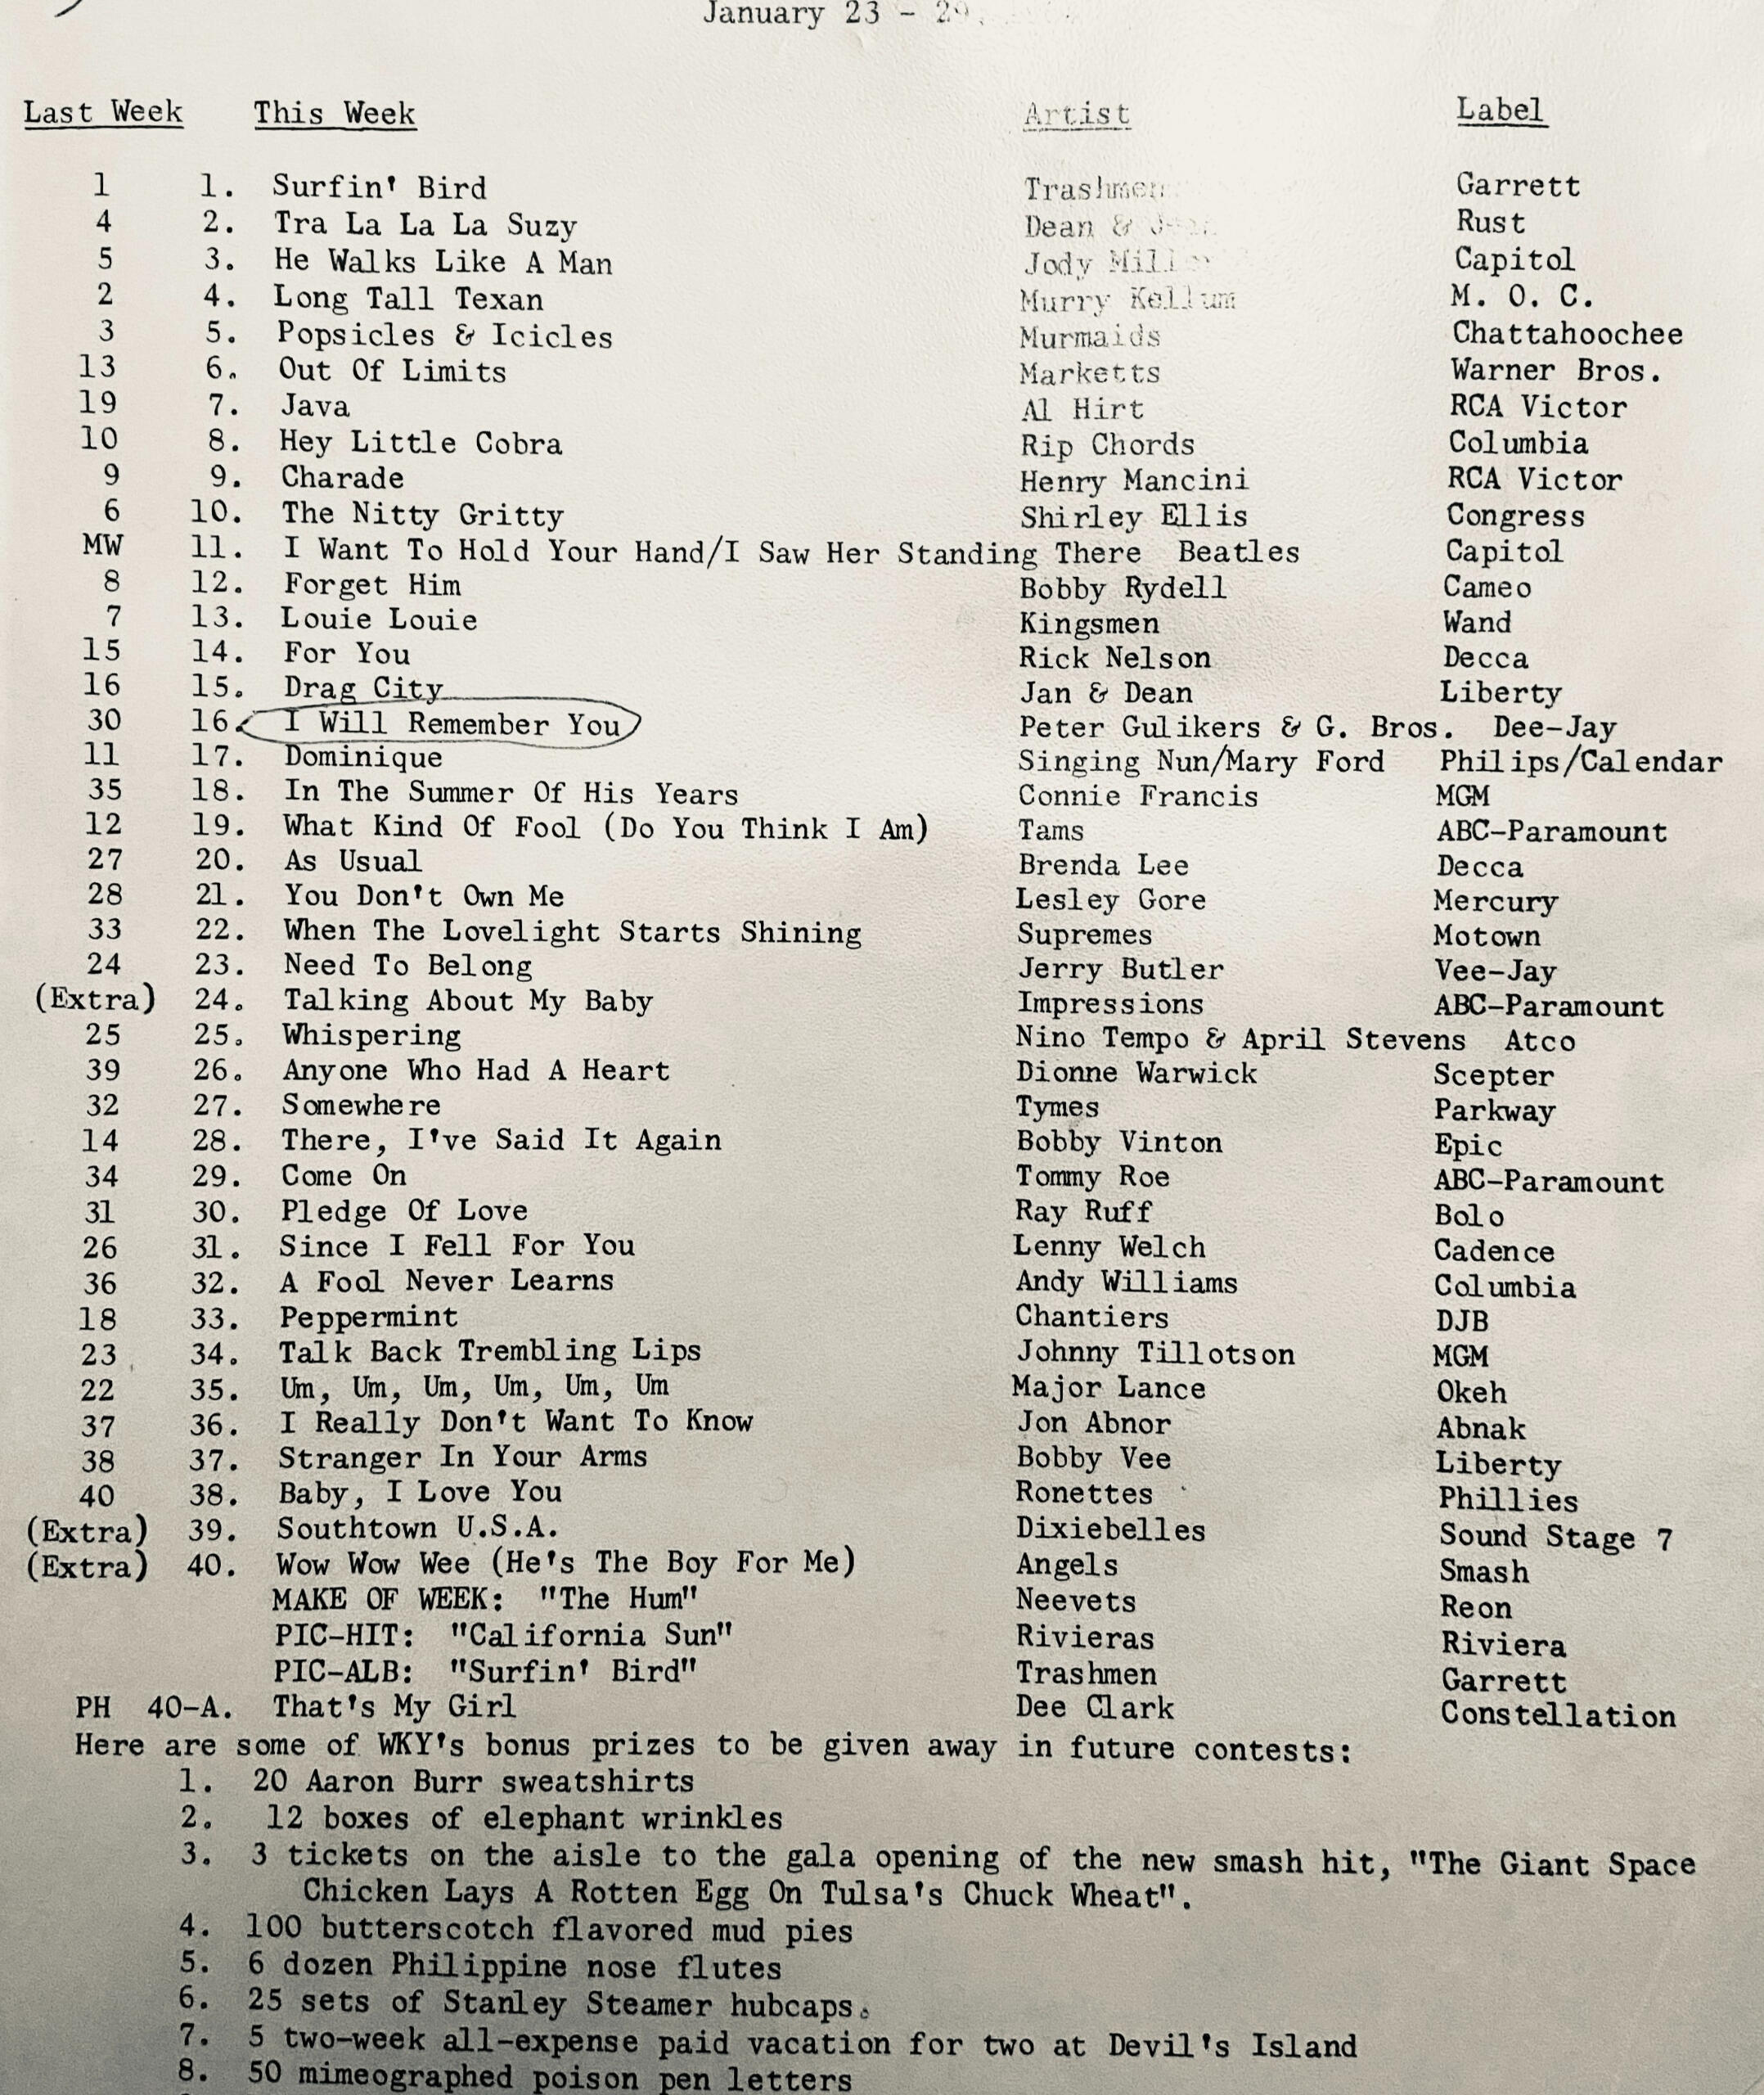 January 23 - 29,
Last Week This Week Artist Label
1 1. Surfin' Bird Trashmen Garrett
4 2. Tra La La La Suzy Dean & Rust
5 3. He Walks Like A Man Jody Miller Capitol
2 4. Long Tall Texan Murry Kellum M. O. C.
3 5. Popsicles & Icicles Murmaids Chattahoochee
13 6. Out Of Limits Marketts Warner Bros.
19 7. Java Al Hirt RCA Victor
10 8. Hey Little Cobra Rip Chords Columbia
9 9. Charade Henry Mancini RCA Victor
6 10. The Nitty Gritty Shirley Ellis Congress
MW 11. I Want To Hold Your Hand/I Saw Her Standing There Beatles Capitol
8 12. Forget Him Bobby Rydell Cameo
7 13. Louie Louie Kingsmen Wand
15 14. For You Rick Nelson Decca
16 15. Drag City Jan & Dean Liberty
30 16. I Will Remember You Peter Gulikers & G. Bros. Dee-Jay
11 17. Dominique Singing Nun/Mary Ford Philips/Calendar
35 18. In The Summer Of His Years Connie Francis MGM
12 19. What Kind Of Fool (Do You Think I Am) Tams ABC-Paramount
27 20. As Usual Brenda Lee Decca
28 21. You Don't Own Me Lesley Gore Mercury
33 22. When The Lovelight Starts Shining Supremes Motown
24 23. Need To Belong Jerry Butler Vee-Jay
(Extra) 24. Talking About My Baby Impressions ABC-Paramount
25 25. Whispering Nino Tempo & April Stevens Atco
39 26. Anyone Who Had A Heart Dionne Warwick Scepter
32 27. Somewhere Tymes Parkway
14 28. There, I've Said It Again Bobby Vinton Epic
34 29. Come On Tommy Roe ABC-Paramount
31 30. Pledge Of Love Ray Ruff Bolo
26 31. Since I Fell For You Lenny Welch Cadence
36 32. A Fool Never Learns Andy Williams Columbia
18 33. Peppermint Chantiers DJB
23 34. Talk Back Trembling Lips Johnny Tillotson MGM
22 35. Um, Um, Um, Um, Um, Um Major Lance Okeh
37 36. I Really Don't Want To Know Jon Abnor Abnak
38 37. Stranger In Your Arms Bobby Vee Liberty
40 38. Baby, I Love You Ronettes Phillies
(Extra) 39. Southtown U.S.A. Dixiebelles Sound Stage 7
(Extra) 40. Wow Wow Wee (He's The Boy For Me) Angels Smash
MAKE OF WEEK: "The Hum" Neevets Reon
PIC-HIT: "California Sun" Rivieras Riviera
PIC-ALB: "Surfin' Bird" Trashmen Garrett
PH 40-A. That's My Girl Dee Clark Constellation
Here are some of WKY's bonus prizes to be given away in future contests:
1. 20 Aaron Burr sweatshirts
2. 12 boxes of elephant wrinkles
3. 3 tickets on the aisle to the gala opening of the new smash hit, "The Giant Space
Chicken Lays A Rotten Egg On Tulsa's Chuck Wheat".
4. 100 butterscotch flavored mud pies
5. 6 dozen Philippine nose flutes
6. 25 sets of Stanley Steamer hubcaps.
7. 5 two-week all-expense paid vacation for two at Devil's Island
8. 50 mimeographed poison pen letters